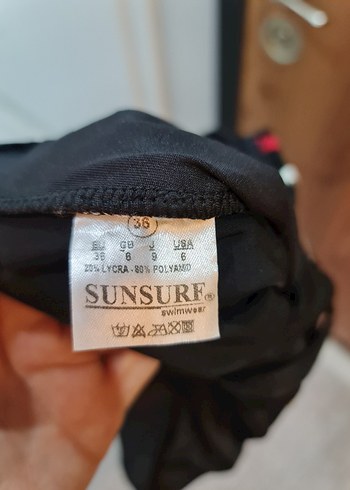 36
EU GB J USA
36 8 9 6
20% LYCRA-80% POLYAMID
SUNSURF®
swimwear